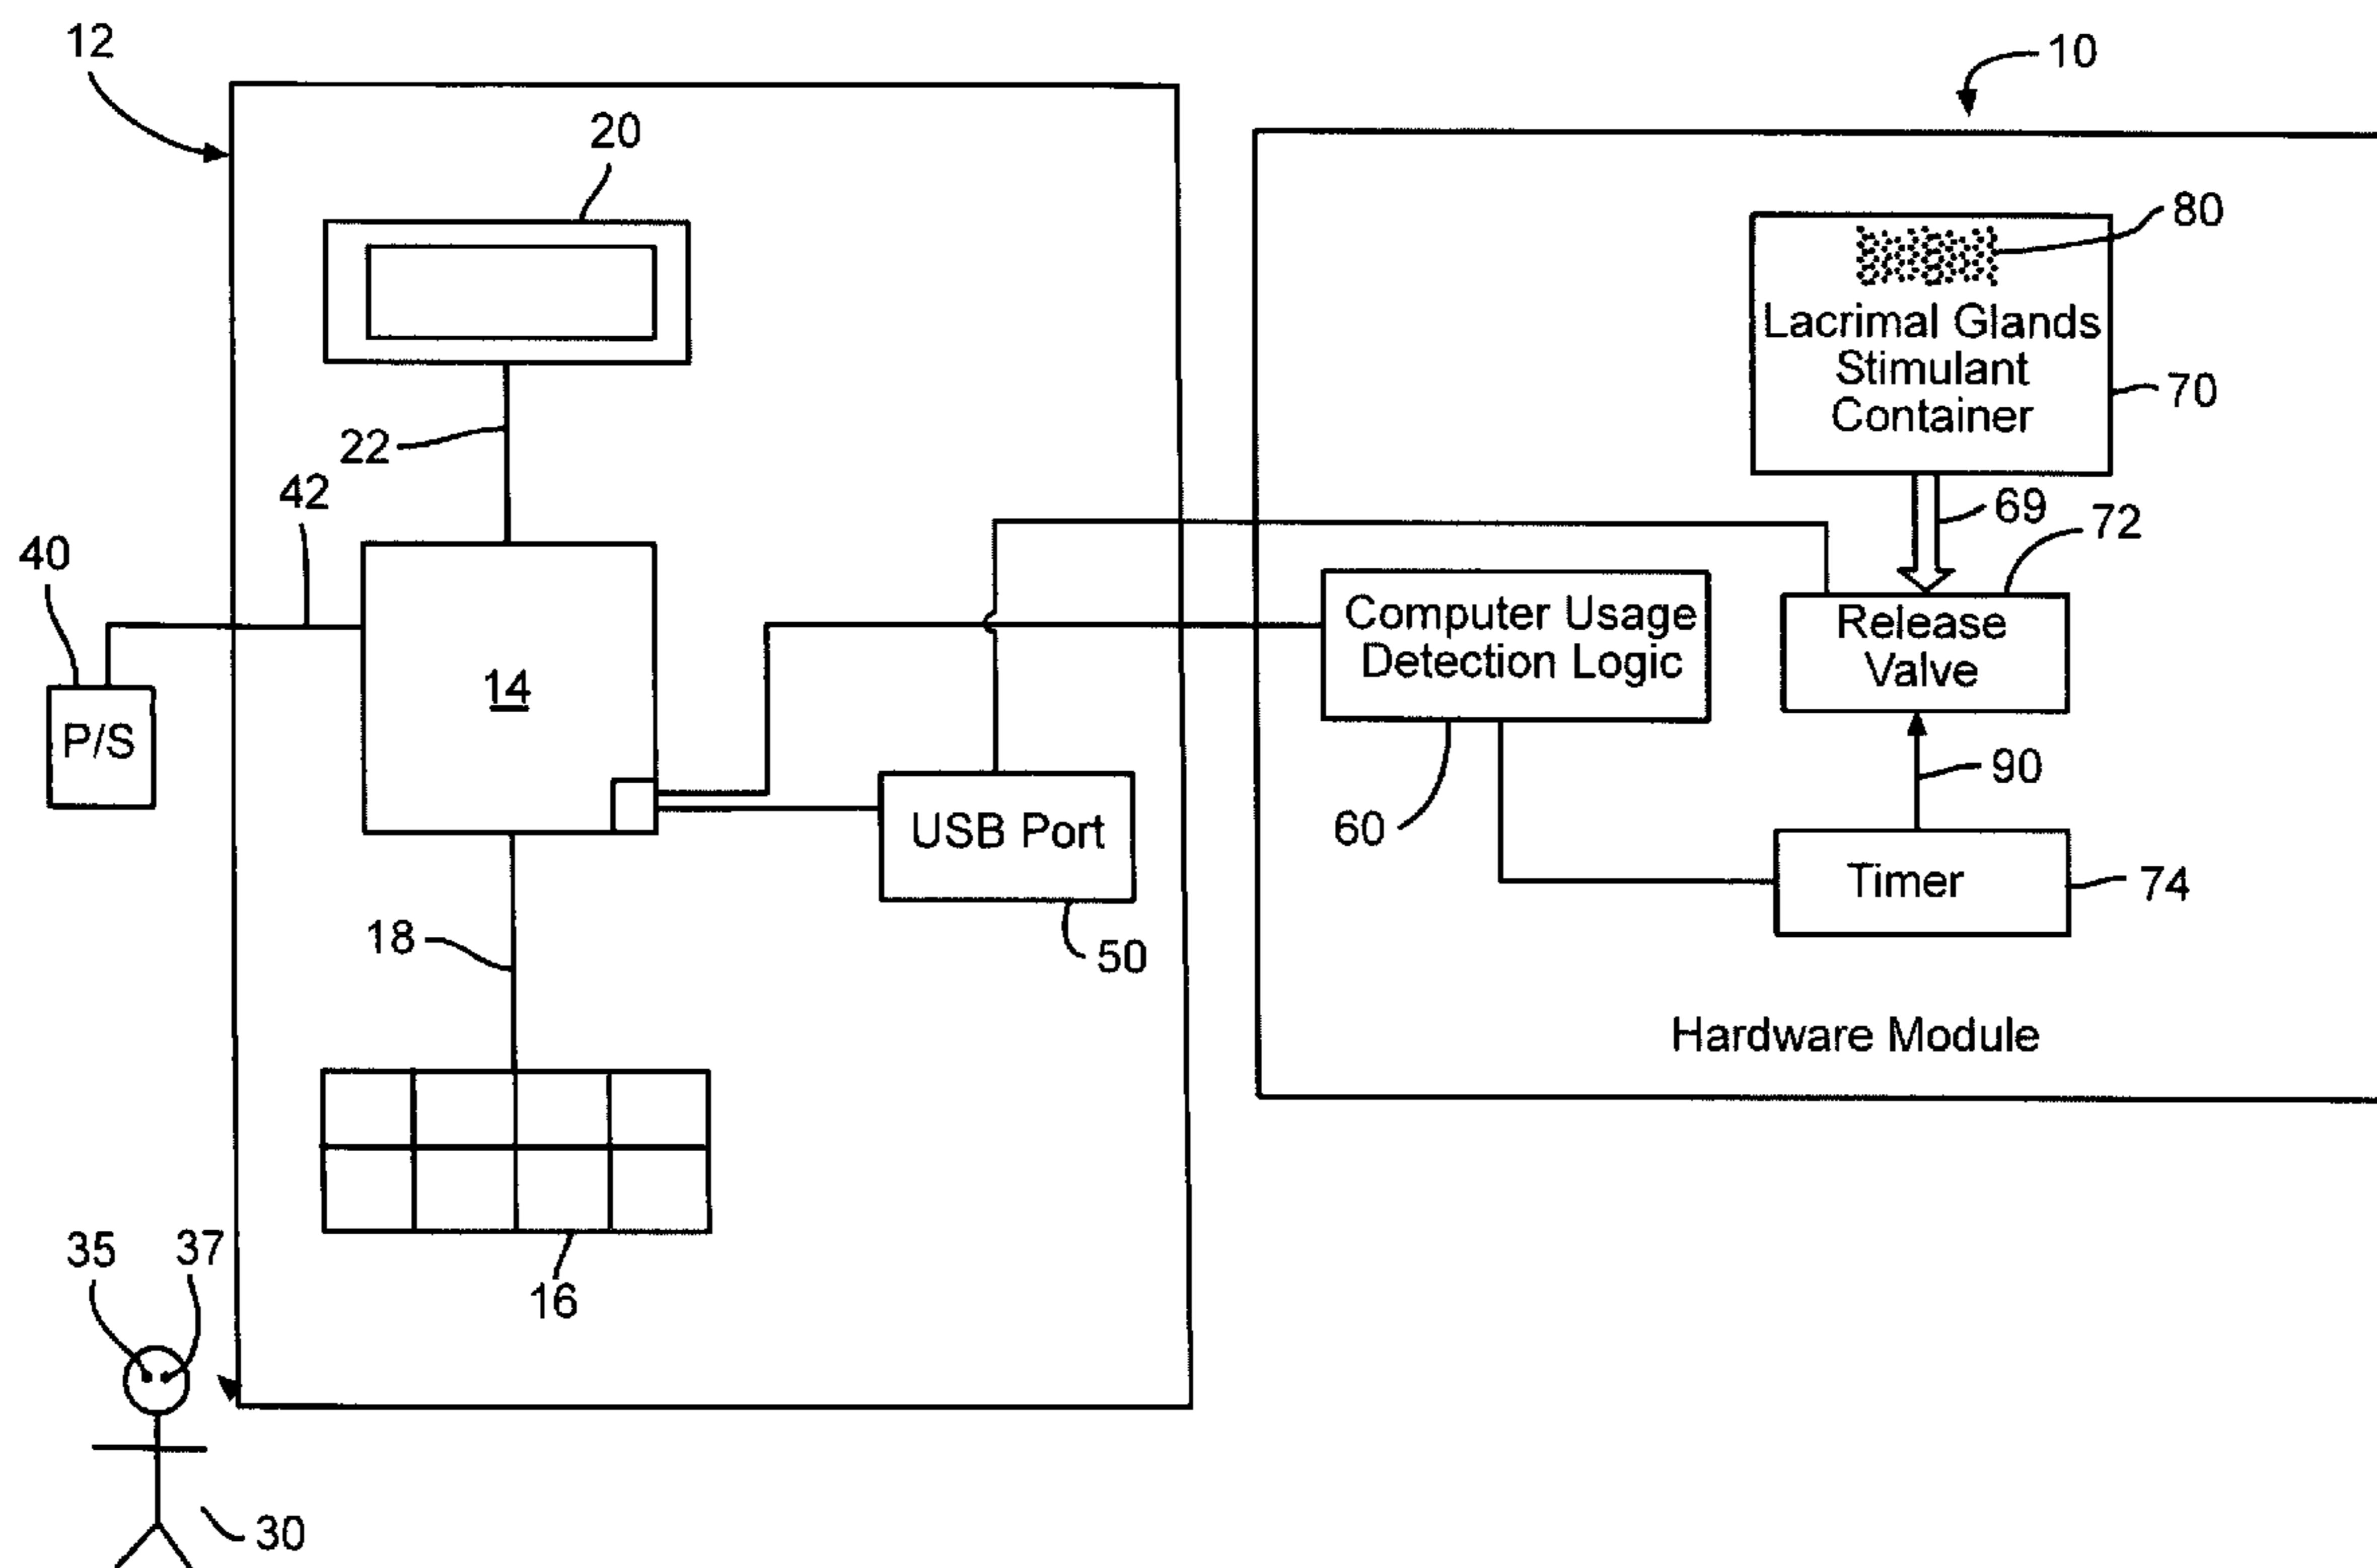 12
10
20
80
Lacrimal Glands
Stimulant
Container
70
22
42
69
72
40
Computer Usage
Detection Logic
Release
Valve
14
P/S
90
60
USB Port
Timer
74
18
50
Hardware Module
35
37
16
30